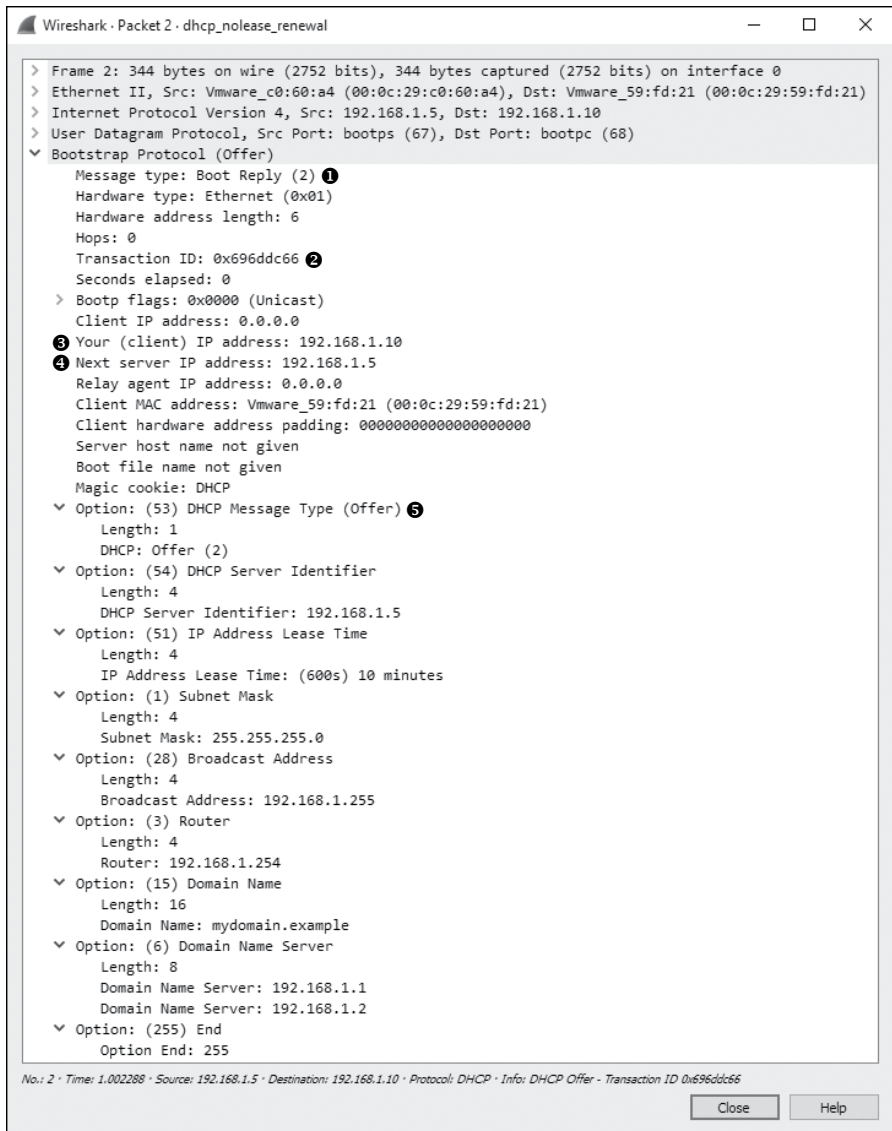 Wireshark · Packet 2 · dhcp_nolease_renewal
> Frame 2: 344 bytes on wire (2752 bits), 344 bytes captured (2752 bits) on interface 0
> Ethernet II, Src: Vmware_c0:60:a4 (00:0c:29:c0:60:a4), Dst: Vmware_59:fd:21 (00:0c:29:59:fd:21)
> Internet Protocol Version 4, Src: 192.168.1.5, Dst: 192.168.1.10
> User Datagram Protocol, Src Port: bootps (67), Dst Port: bootpc (68)
Bootstrap Protocol (Offer)
Message type: Boot Reply (2) ❶
Hardware type: Ethernet (0x01)
Hardware address length: 6
Hops: 0
Transaction ID: 0x696ddc66 ❷
Seconds elapsed: 0
> Bootp flags: 0x0000 (Unicast)
Client IP address: 0.0.0.0
❸ Your (client) IP address: 192.168.1.10
❹ Next server IP address: 192.168.1.5
Relay agent IP address: 0.0.0.0
Client MAC address: Vmware_59:fd:21 (00:0c:29:59:fd:21)
Client hardware address padding: 00000000000000000000
Server host name not given
Boot file name not given
Magic cookie: DHCP
Option: (53) DHCP Message Type (Offer) ❺
Length: 1
DHCP: Offer (2)
Option: (54) DHCP Server Identifier
Length: 4
DHCP Server Identifier: 192.168.1.5
Option: (51) IP Address Lease Time
Length: 4
IP Address Lease Time: (600s) 10 minutes
Option: (1) Subnet Mask
Length: 4
Subnet Mask: 255.255.255.0
Option: (28) Broadcast Address
Length: 4
Broadcast Address: 192.168.1.255
Option: (3) Router
Length: 4
Router: 192.168.1.254
Option: (15) Domain Name
Length: 16
Domain Name: mydomain.example
Option: (6) Domain Name Server
Length: 8
Domain Name Server: 192.168.1.1
Domain Name Server: 192.168.1.2
Option: (255) End
Option End: 255
No.: 2 · Time: 1.002288 · Source: 192.168.1.5 · Destination: 192.168.1.10 · Protocol: DHCP · Info: DHCP Offer - Transaction ID 0x696ddc66
Close Help